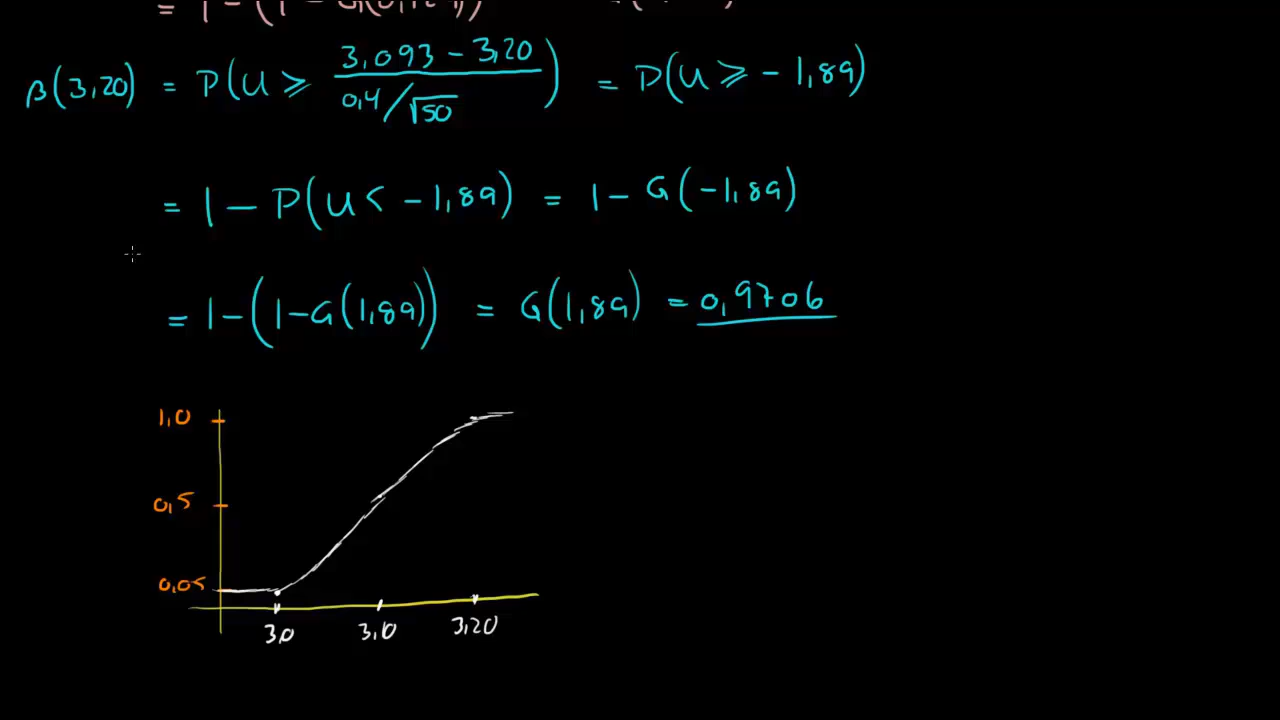 β(3,20) = P(U ≥ (3,093 - 3,20)/(0,4/√50)) = P(U ≥ -1,89)
= 1 - P(U < -1,89) = 1 - G(-1,89)
= 1 - (1 - G(1,89)) = G(1,89) = 0,9706
1,0
0,5
0,05
3,0 3,10 3,20